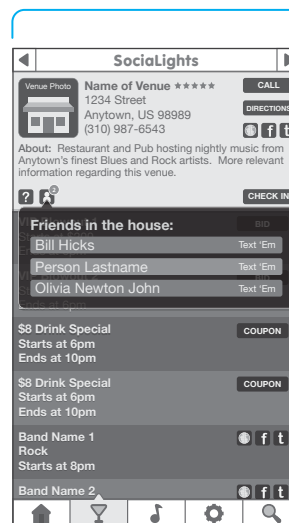 SociaLights
Venue Photo
Name of Venue ★★★★★
1234 Street
Anytown, US 98989
(310) 987-6543
CALL
DIRECTIONS
f t
About: Restaurant and Pub hosting nightly music from
Anytown's finest Blues and Rock artists. More relevant
information regarding this venue.
?
CHECK IN
BID
Friends in the house:
Bill Hicks Text 'Em
Person Lastname Text 'Em
Olivia Newton John Text 'Em
Ends at 6pm
$8 Drink Special
Starts at 6pm
Ends at 10pm
COUPON
$8 Drink Special
Starts at 6pm
Ends at 10pm
COUPON
Band Name 1
Rock
Starts at 8pm
f t
Band Name 2
f t